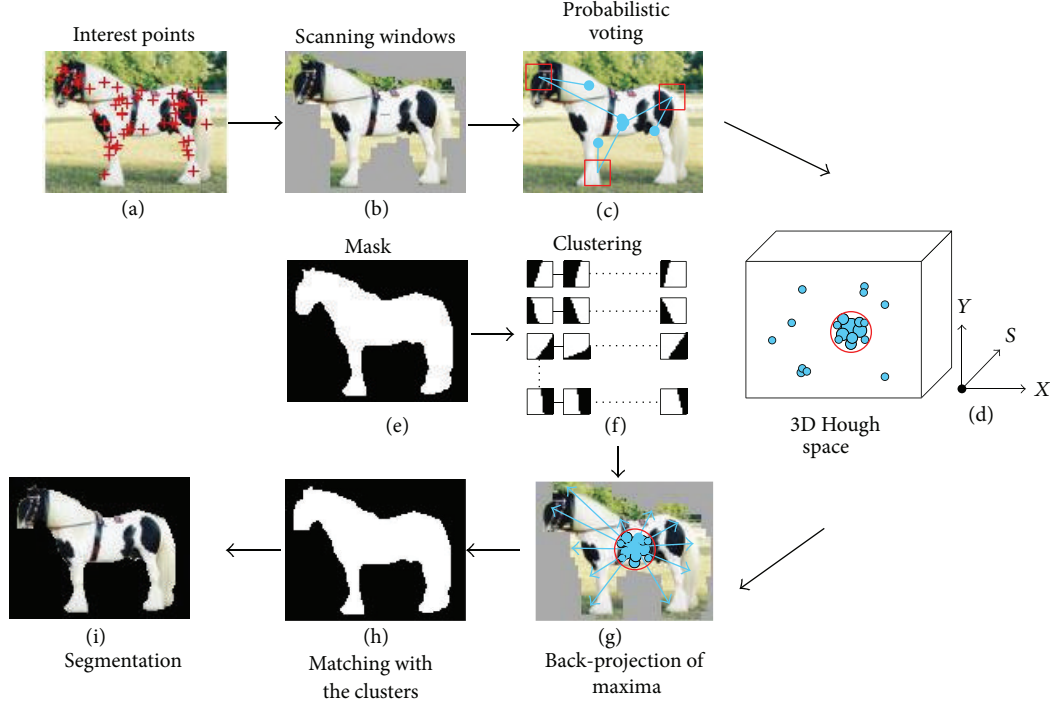 Interest points
Scanning windows
Probabilistic
voting
(a)
(b)
(c)
Mask
Clustering
Y
S
X
(e)
(f)
(d)
3D Hough
space
(i)
(h)
(g)
Segmentation
Matching with
the clusters
Back-projection of
maxima